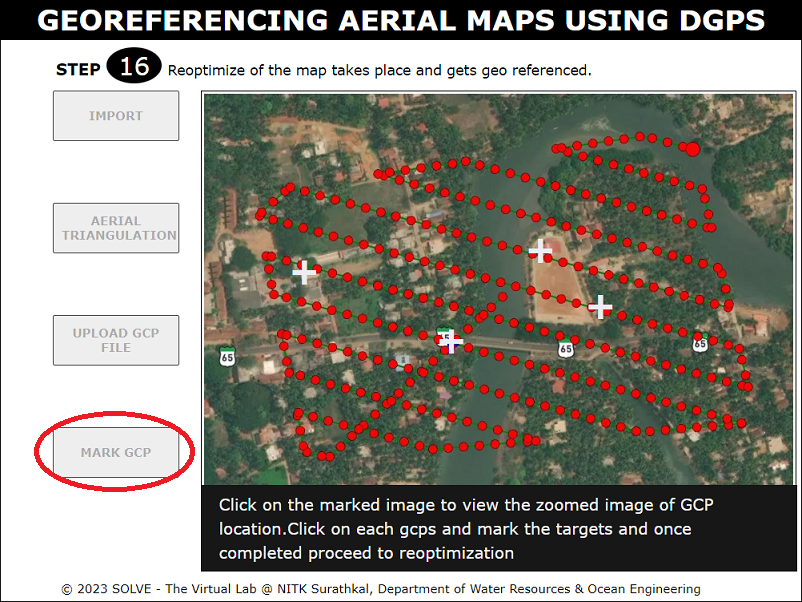 GEOREFERENCING AERIAL MAPS USING DGPS
STEP 16 Reoptimize of the map takes place and gets geo referenced.
IMPORT
AERIAL
TRIANGULATION
UPLOAD GCP
FILE
MARK GCP
65
65
65
Click on the marked image to view the zoomed image of GCP
location.Click on each gcps and mark the targets and once
completed proceed to reoptimization
© 2023 SOLVE - The Virtual Lab @ NITK Surathkal, Department of Water Resources & Ocean Engineering